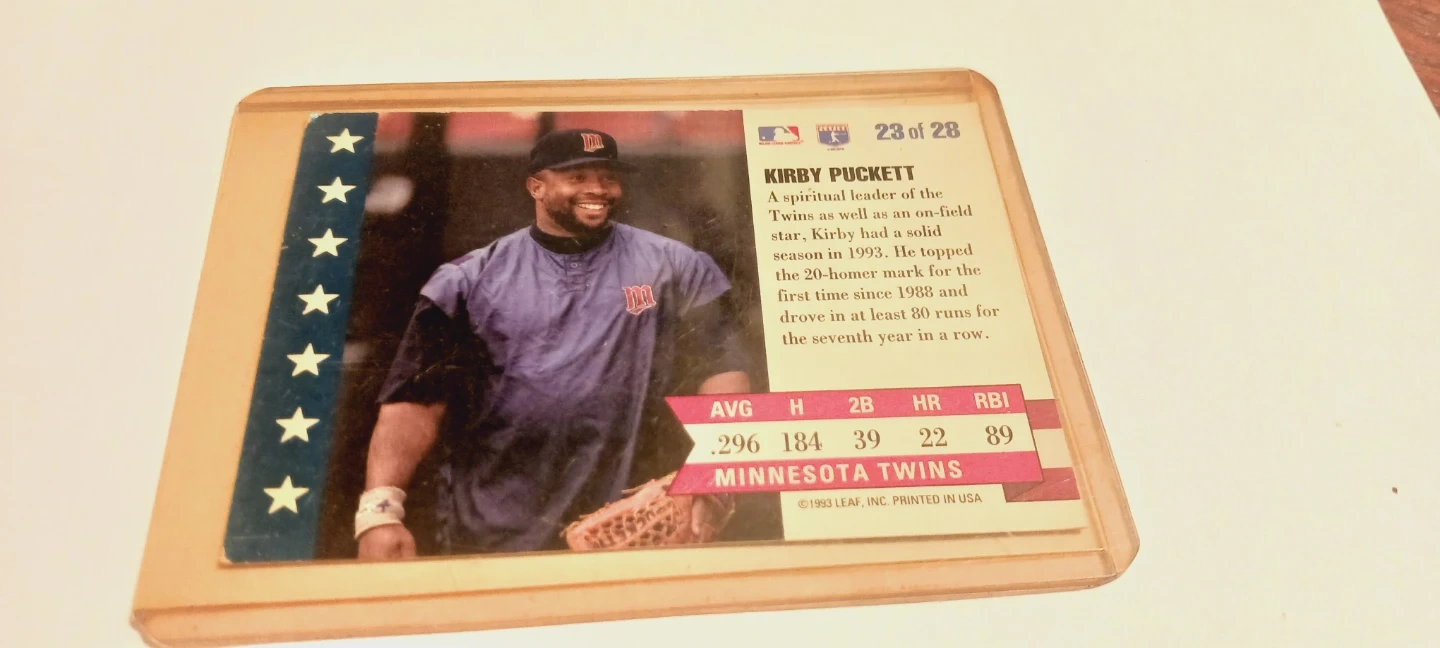 23 of 28
KIRBY PUCKETT
A spiritual leader of the
Twins as well as an on-field
star, Kirby had a solid
season in 1993. He topped
the 20-homer mark for the
first time since 1988 and
drove in at least 80 runs for
the seventh year in a row.
AVG H 2B HR RBI
.296 184 39 22 89
MINNESOTA TWINS
©1993 LEAF, INC. PRINTED IN USA
m
m